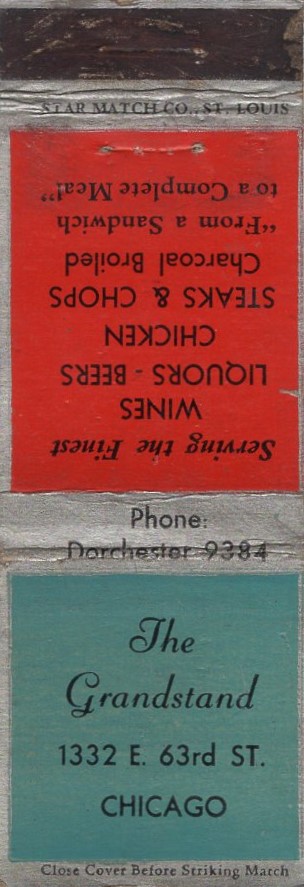 STAR MATCH CO., ST. LOUIS
Serving the Finest
WINES
LIQUORS - BEERS
CHICKEN
STEAKS & CHOPS
Charcoal Broiled
"From a Sandwich
to a Complete Meal"
Phone:
Dorchester 9384
The
Grandstand
1332 E. 63rd ST.
CHICAGO
Close Cover Before Striking Match